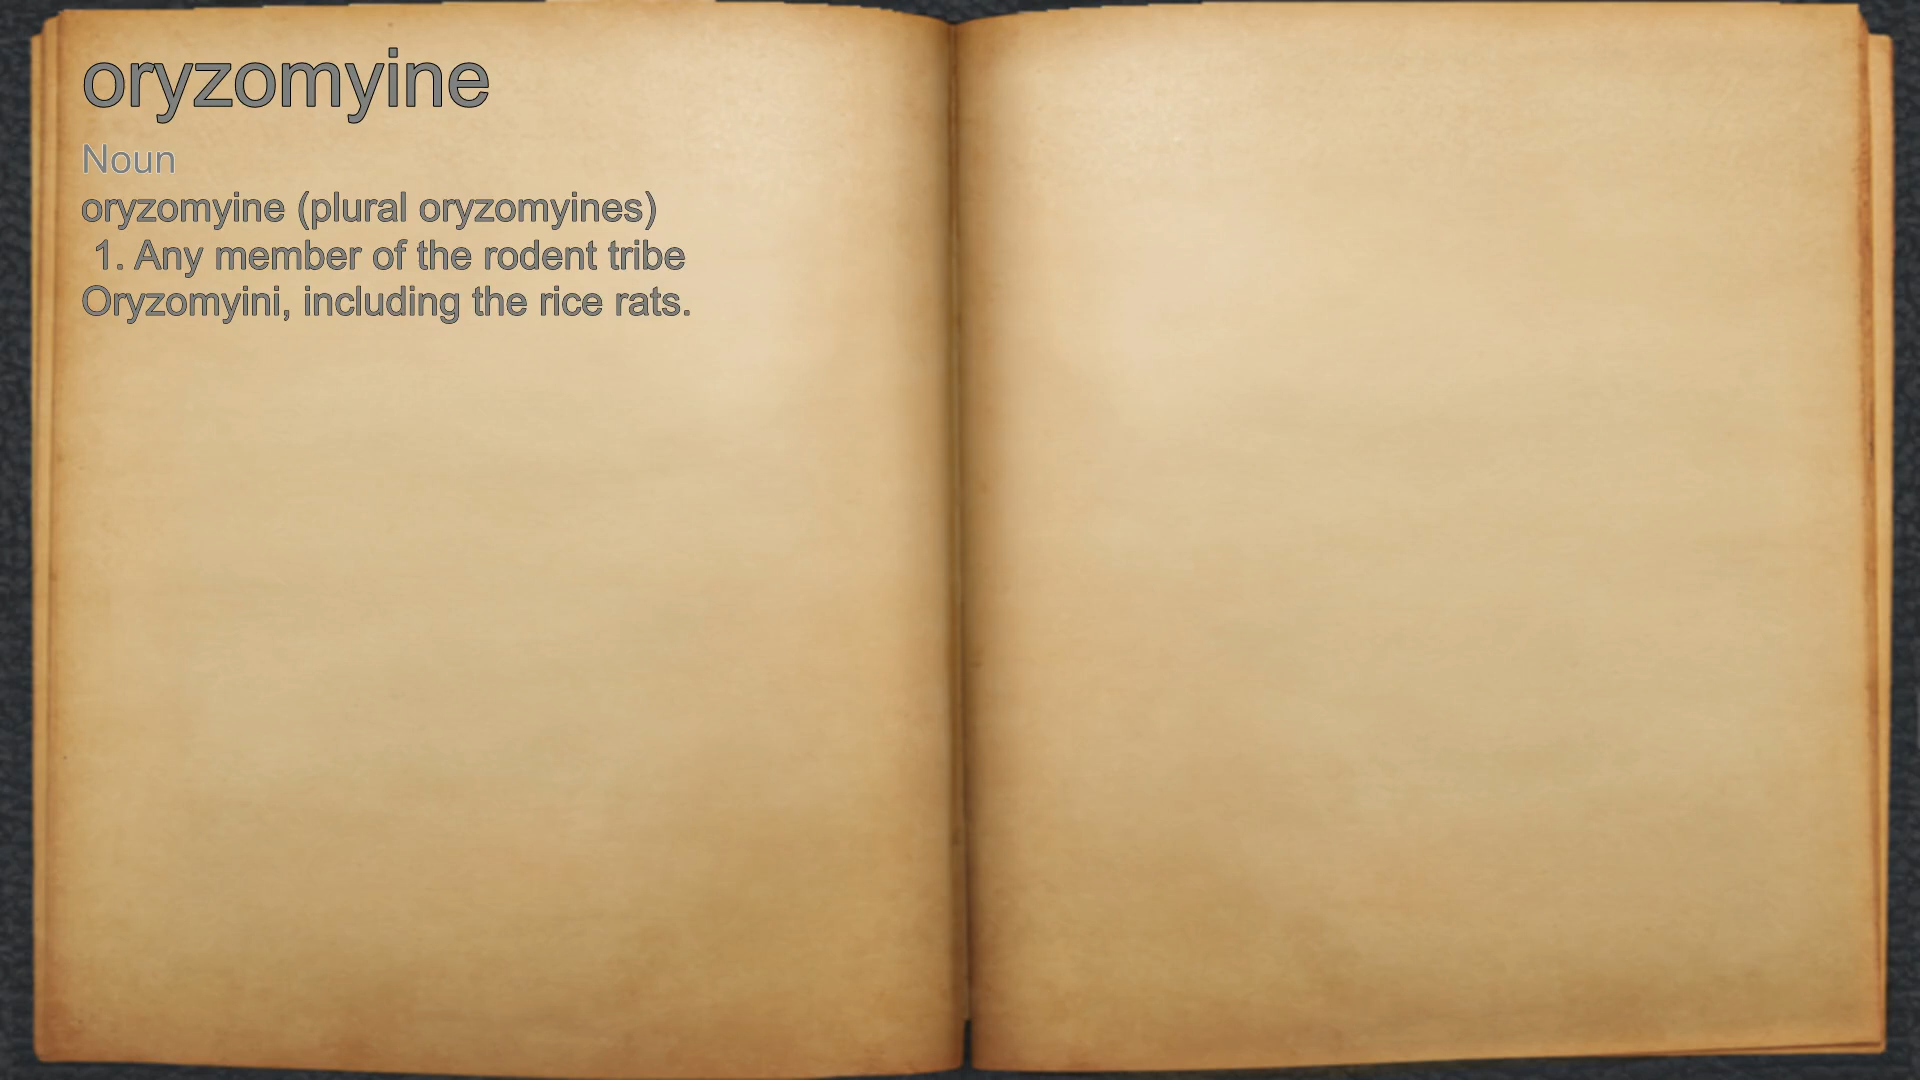 oryzomyine
Noun
oryzomyine (plural oryzomyines)
1. Any member of the rodent tribe
Oryzomyini, including the rice rats.